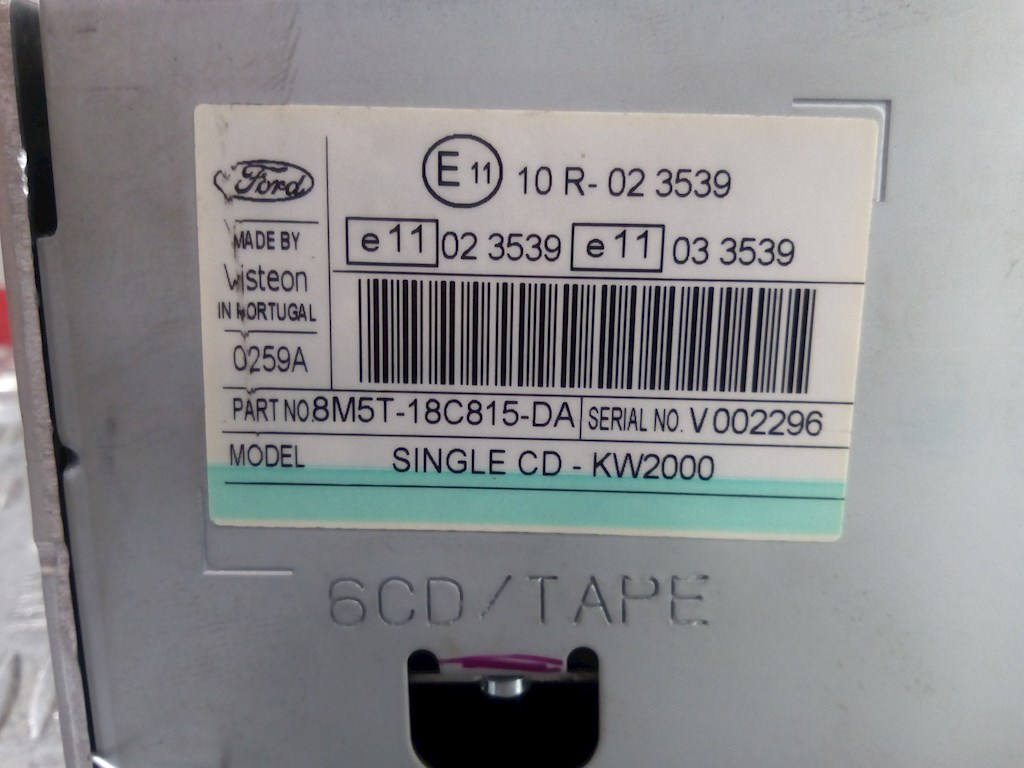 Ford
MADE BY
Visteon
IN PORTUGAL
0259A
E 11 10 R- 02 3539
e 11 02 3539 e 11 03 3539
PART NO. 8M5T-18C815-DA SERIAL NO. V 002296
MODEL SINGLE CD - KW2000
6CD/TAPE